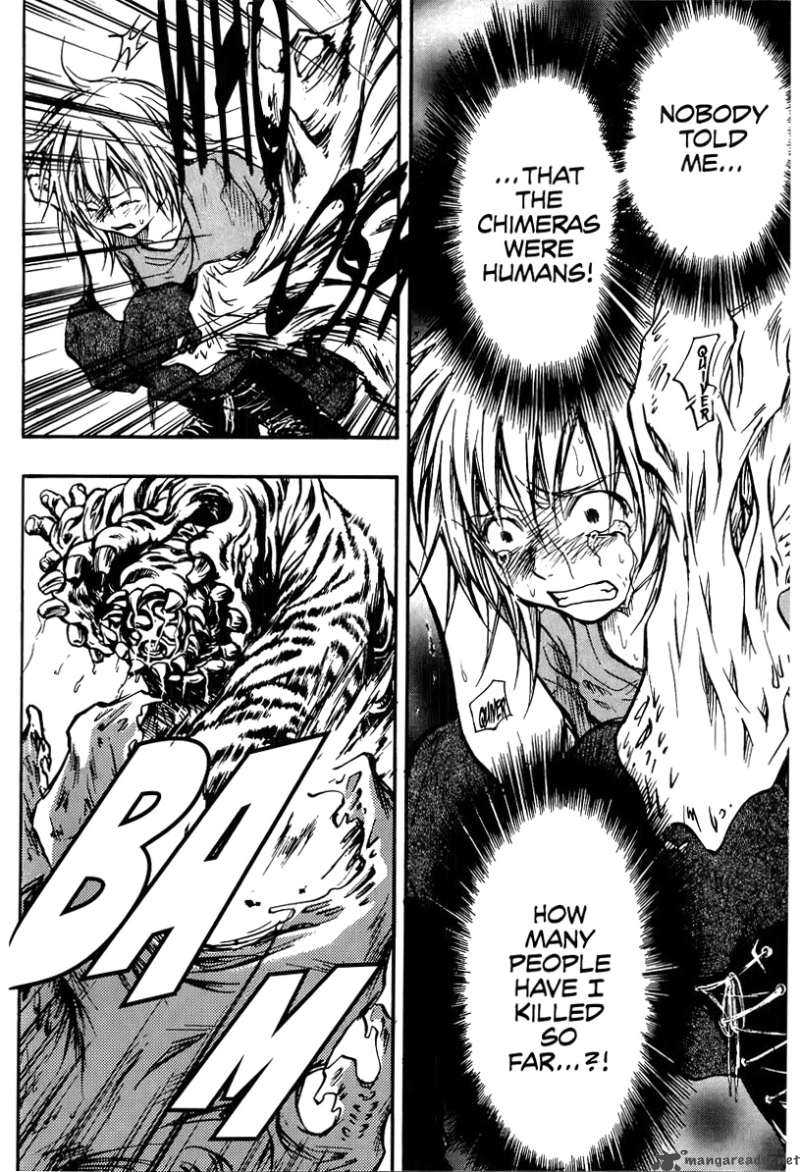 NOBODY
TOLD
ME...
...THAT
THE
CHIMERAS
WERE
HUMANS!
QUIVER
QUIVER
HOW
MANY
PEOPLE
HAVE I
KILLED
SO
FAR...?!
BAM
mangareader.net